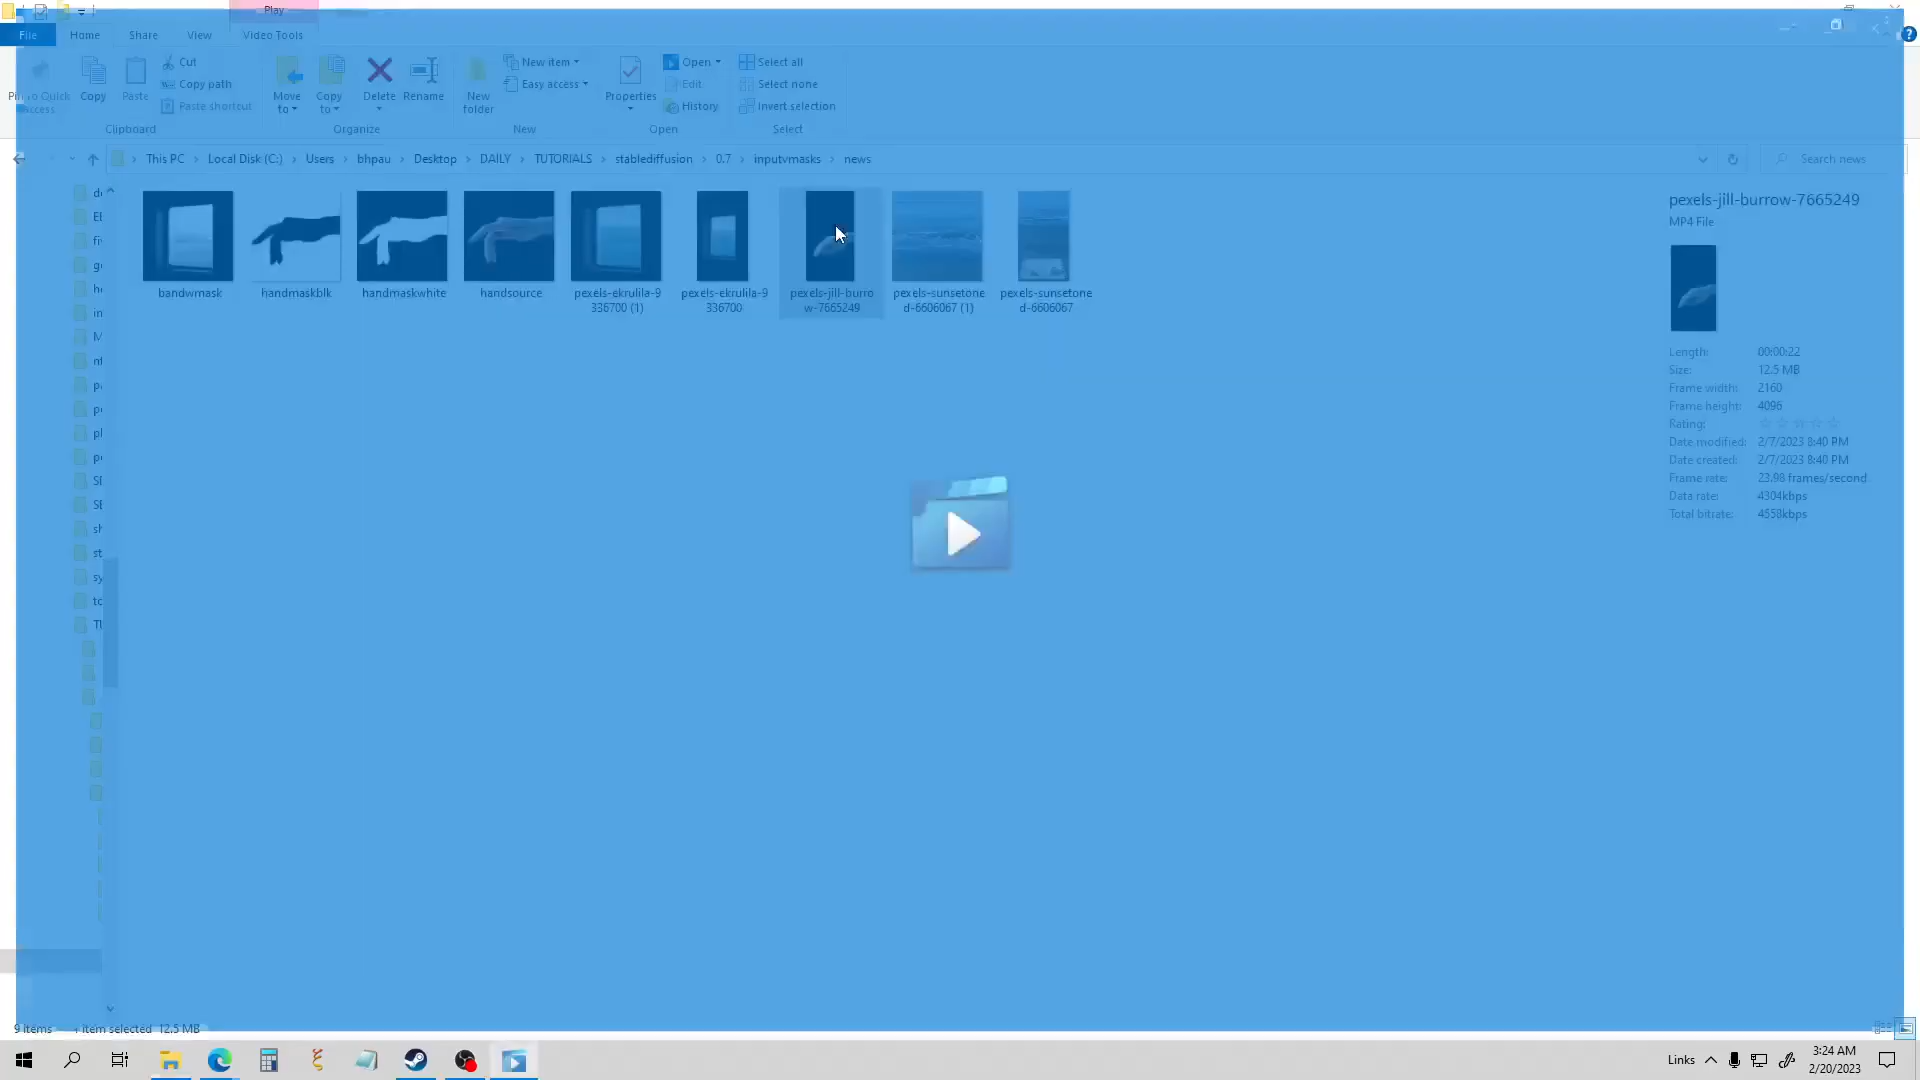 Play
File Home Share View Video Tools
Cut
Copy path
Paste shortcut
Copy Paste
Clipboard
Move to
Copy to
Delete Rename
Organize
New folder
New item
Easy access
New
Properties
Open
Edit
History
Open
Select all
Select none
Invert selection
Select
This PC Local Disk (C:) Users bhpau Desktop DAILY TUTORIALS stablediffusion 0.7 inputvmasks news
Search news
handmaskblk
handmaskwhite
handsource
pexels-ekrulila-9
336700 (1)
pexels-ekrulila-9
336700
pexels-jill-burro
w-7665249
pexels-sunsetone
d-6606067 (1)
pexels-sunsetone
d-6606067
pexels-jill-burrow-7665249
MP4 File
Length: 00:00:22
Size: 12.5 MB
Frame width: 2160
Frame height: 4096
Rating:
Date modified: 2/7/2023 8:40 PM
Date created: 2/7/2023 8:40 PM
Frame rate: 23.98 frames/second
Data rate: 4304kbps
Total bitrate: 4558kbps
9 items
item selected 12.5 MB
Links
3:24 AM
2/20/2023